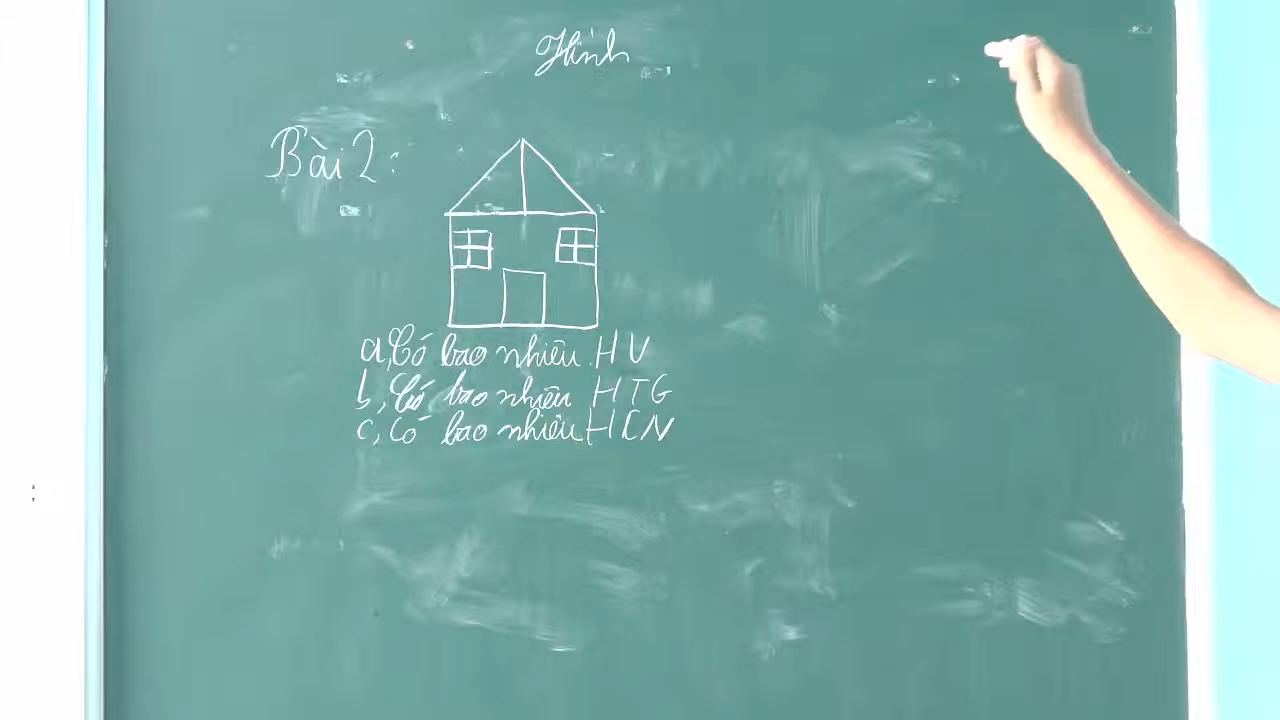 Hình
Bài 2:
a, Có bao nhiêu HV
b, Có bao nhiêu HTG
c, Có bao nhiêu HCN